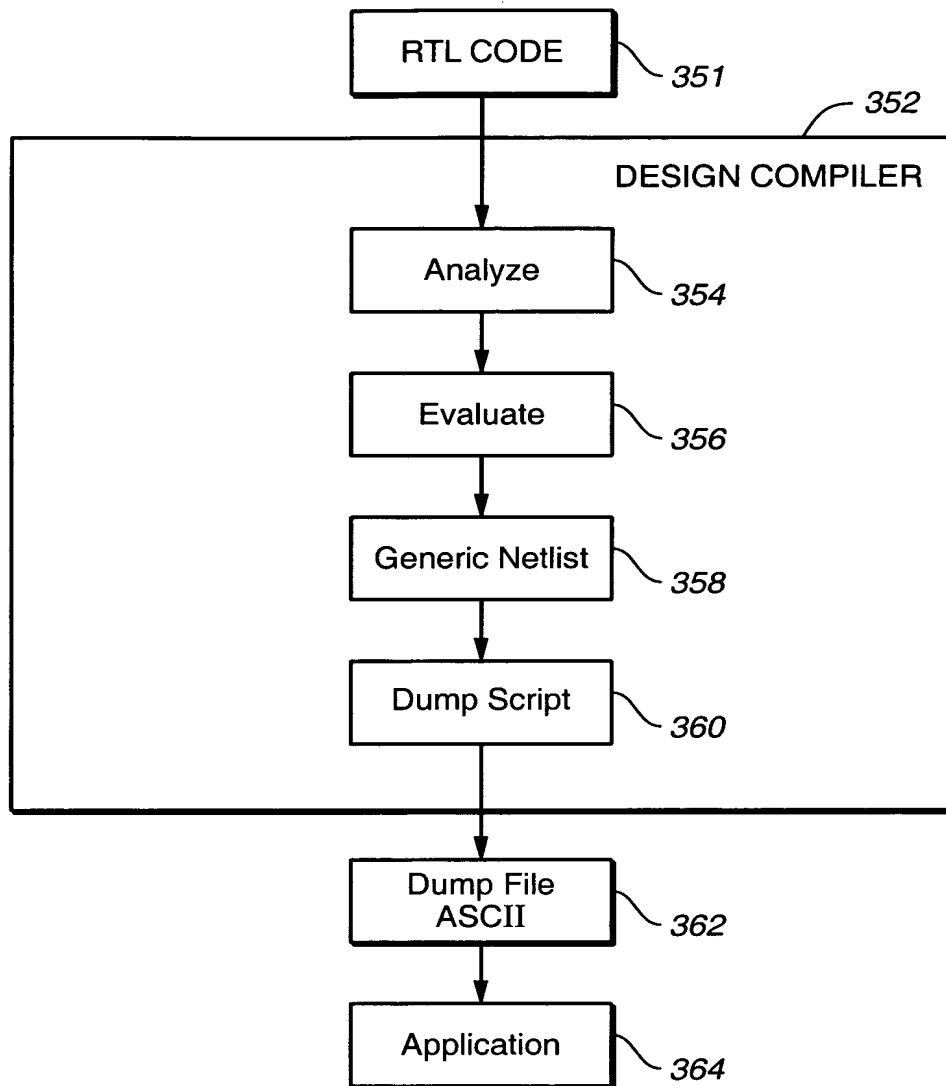 RTL CODE
351
352
DESIGN COMPILER
Analyze
354
Evaluate
356
Generic Netlist
358
Dump Script
360
Dump File
ASCII
362
Application
364